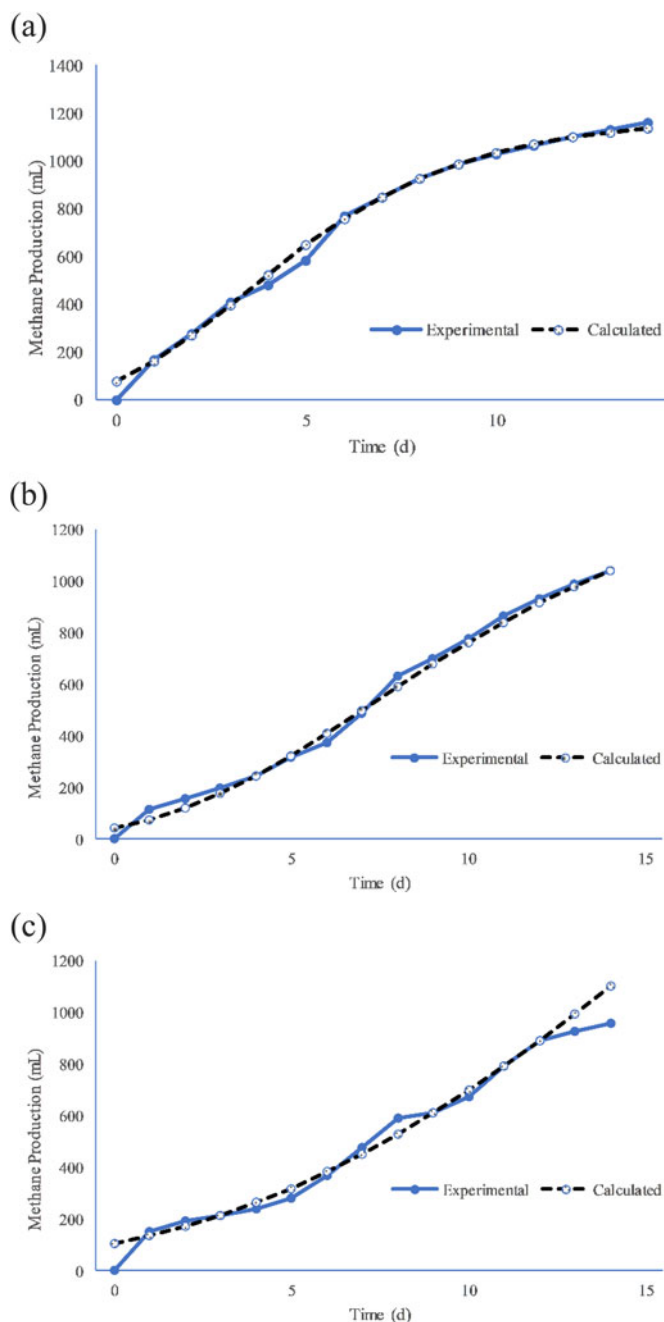 (a)
1400
1200
1000
800
600
400
200
0
Methane Production (mL)
Experimental Calculated
0 5 10
Time (d)
(b)
1200
1000
800
600
400
200
0
Methane Production (mL)
Experimental Calculated
0 5 10 15
Time (d)
(c)
1200
1000
800
600
400
200
0
Methane Production (mL)
Experimental Calculated
0 5 10 15
Time (d)